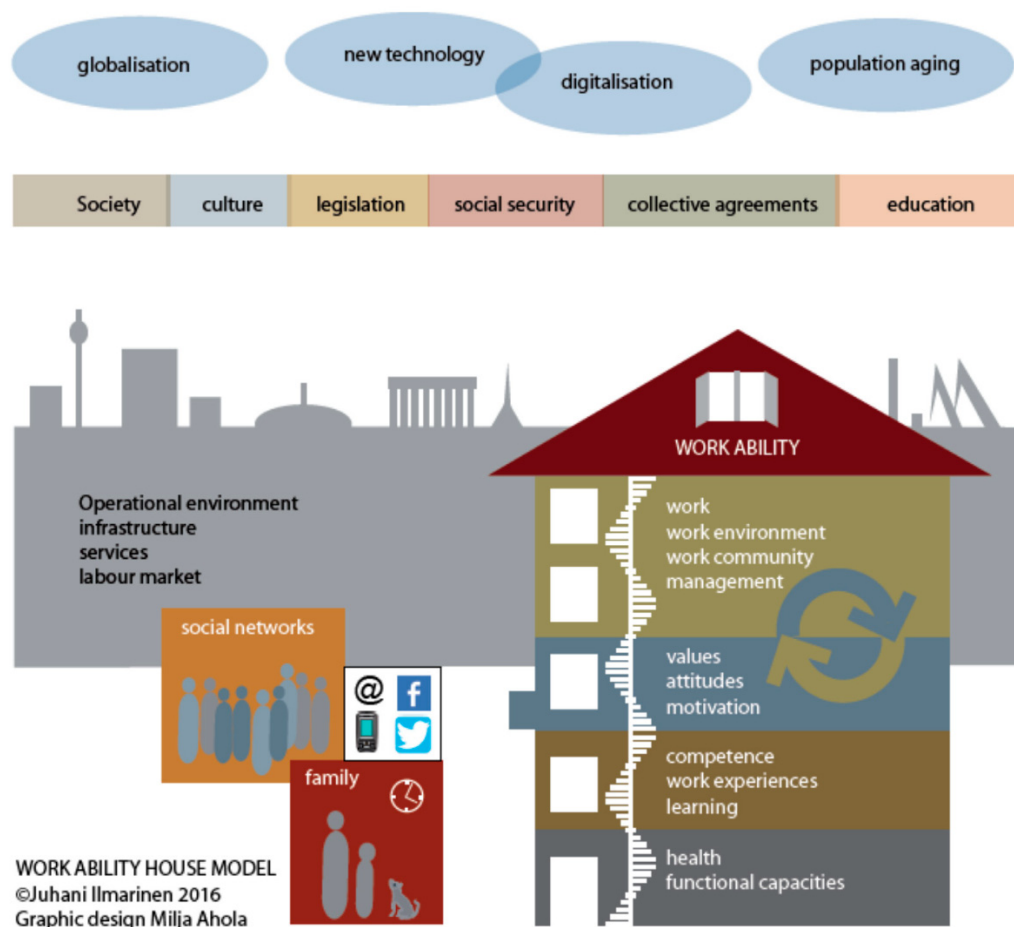 globalisation
new technology
digitalisation
population aging
Society
culture
legislation
social security
collective agreements
education
WORK ABILITY
Operational environment
infrastructure
services
labour market
work
work environment
work community
management
social networks
@
f
values
attitudes
motivation
family
competence
work experiences
learning
health
functional capacities
WORK ABILITY HOUSE MODEL
©Juhani Ilmarinen 2016
Graphic design Milja Ahola